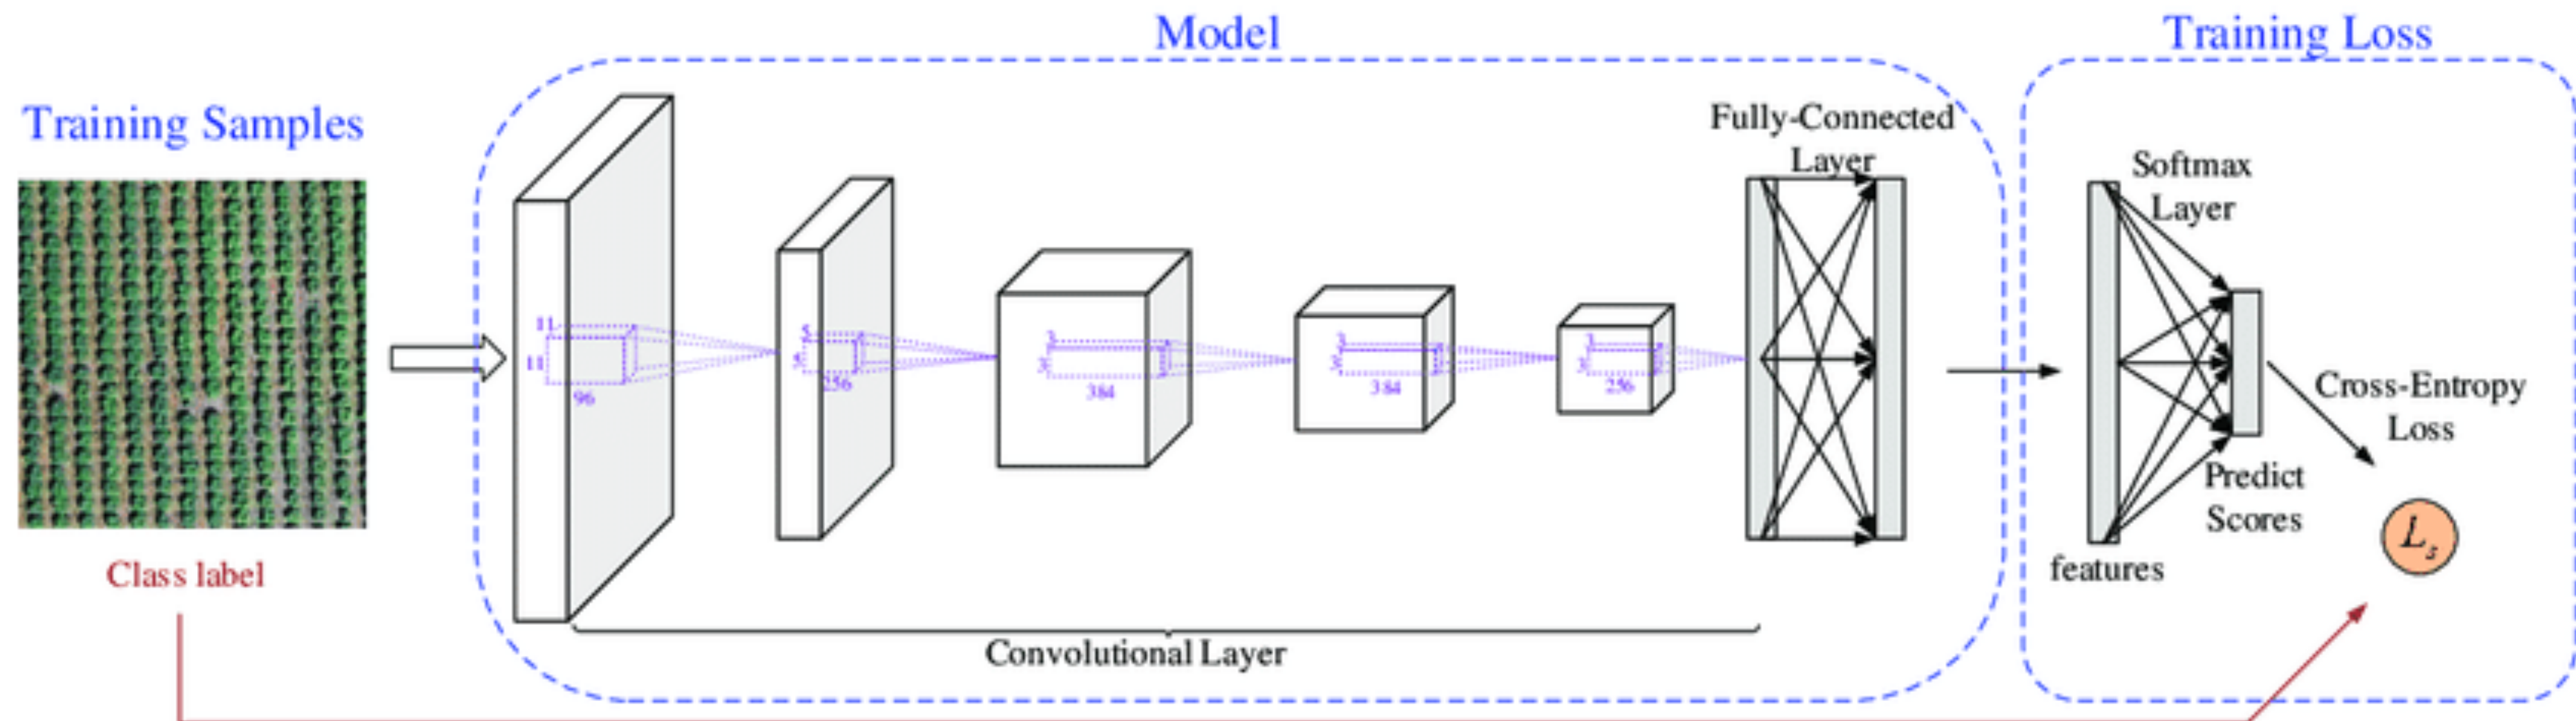 Training Samples
Class label
Model
11
11
96
5
5
256
3
3
384
3
3
384
3
3
256
Convolutional Layer
Fully-Connected
Layer
Training Loss
Softmax
Layer
features
Predict
Scores
Cross-Entropy
Loss
Ls